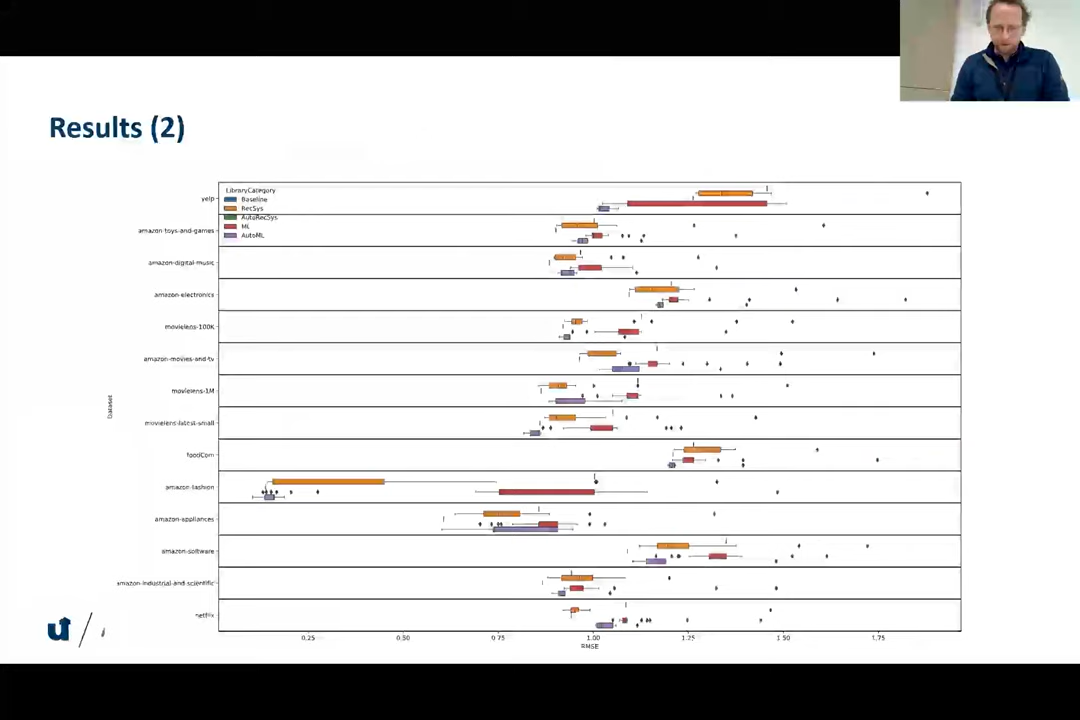 Results (2)
LibraryCategory
Baseline
RecSys
AutoRecSys
ML
AutoML
yelp
amazon-toys-and-games
amazon-digital-music
amazon-electronics
movielens-100K
amazon-movies-and-tv
movielens-1M
movielens-latest-small
foodCom
amazon-fashion
amazon-appliances
amazon-software
amazon-industrial-and-scientific
netflix
Dataset
0.25 0.50 0.75 1.00 1.25 1.50 1.75
RMSE
u